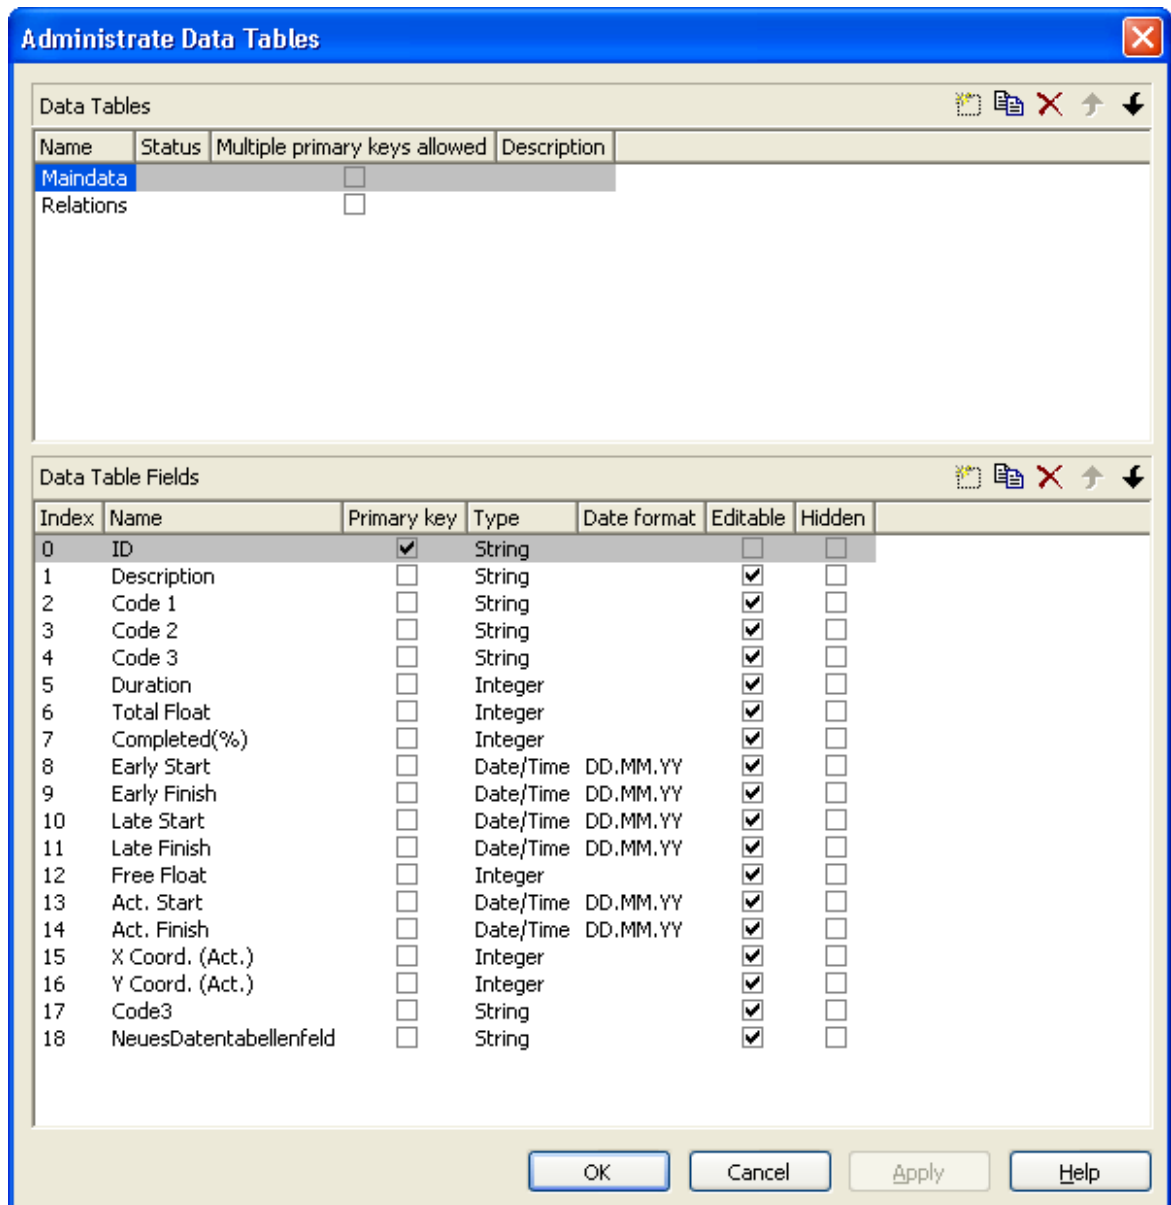 Administrate Data Tables
Data Tables
Name Status Multiple primary keys allowed Description
Maindata
Relations
Data Table Fields
Index Name Primary key Type Date format Editable Hidden
0 ID String
1 Description String
2 Code 1 String
3 Code 2 String
4 Code 3 String
5 Duration Integer
6 Total Float Integer
7 Completed(%) Integer
8 Early Start Date/Time DD.MM.YY
9 Early Finish Date/Time DD.MM.YY
10 Late Start Date/Time DD.MM.YY
11 Late Finish Date/Time DD.MM.YY
12 Free Float Integer
13 Act. Start Date/Time DD.MM.YY
14 Act. Finish Date/Time DD.MM.YY
15 X Coord. (Act.) Integer
16 Y Coord. (Act.) Integer
17 Code3 String
18 NeuesDatentabellenfeld String
OK Cancel Apply Help